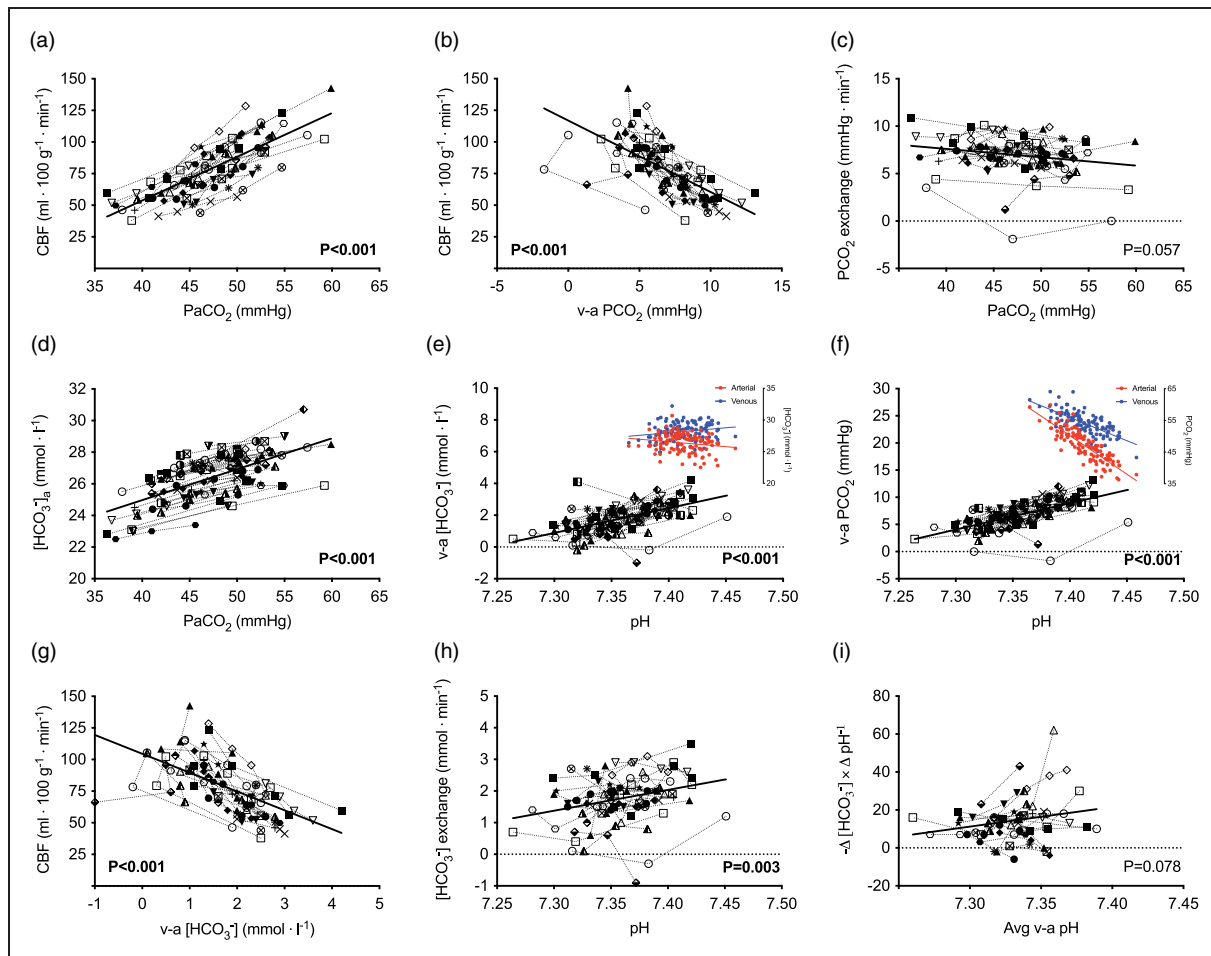 (a)
CBF (ml · 100 g⁻¹ · min⁻¹)
150
125
100
75
50
25
35
40
45
50
55
60
65
P<0.001
PaCO₂ (mmHg)
(b)
CBF (ml · 100 g⁻¹ · min⁻¹)
150
125
100
75
50
25
-5
0
5
10
15
P<0.001
v-a PCO₂ (mmHg)
(c)
PCO₂ exchange (mmHg · min⁻¹)
15
10
5
0
-5
40
45
50
55
60
65
P=0.057
PaCO₂ (mmHg)
(d)
[HCO₃⁻]ₐ (mmol · l⁻¹)
32
30
28
26
24
22
20
35
40
45
50
55
60
65
P<0.001
PaCO₂ (mmHg)
(e)
v-a [HCO₃⁻] (mmol · l⁻¹)
10
8
6
4
2
0
-2
Arterial
Venous
35
30
25
20
[HCO₃⁻] (mmol · l⁻¹)
7.25
7.30
7.35
7.40
7.45
7.50
P<0.001
pH
(f)
v-a PCO₂ (mmHg)
30
25
20
15
10
5
0
-5
Arterial
Venous
65
55
45
35
PCO₂ (mmHg)
7.25
7.30
7.35
7.40
7.45
7.50
P<0.001
pH
(g)
CBF (ml · 100 g⁻¹ · min⁻¹)
150
125
100
75
50
25
-1
0
1
2
3
4
5
P<0.001
v-a [HCO₃⁻] (mmol · l⁻¹)
(h)
[HCO₃⁻] exchange (mmol · min⁻¹)
5
4
3
2
1
0
-1
7.25
7.30
7.35
7.40
7.45
7.50
P=0.003
pH
(i)
-Δ [HCO₃⁻] × Δ pH⁻¹
80
60
40
20
0
-20
7.30
7.35
7.40
7.45
P=0.078
Avg v-a pH